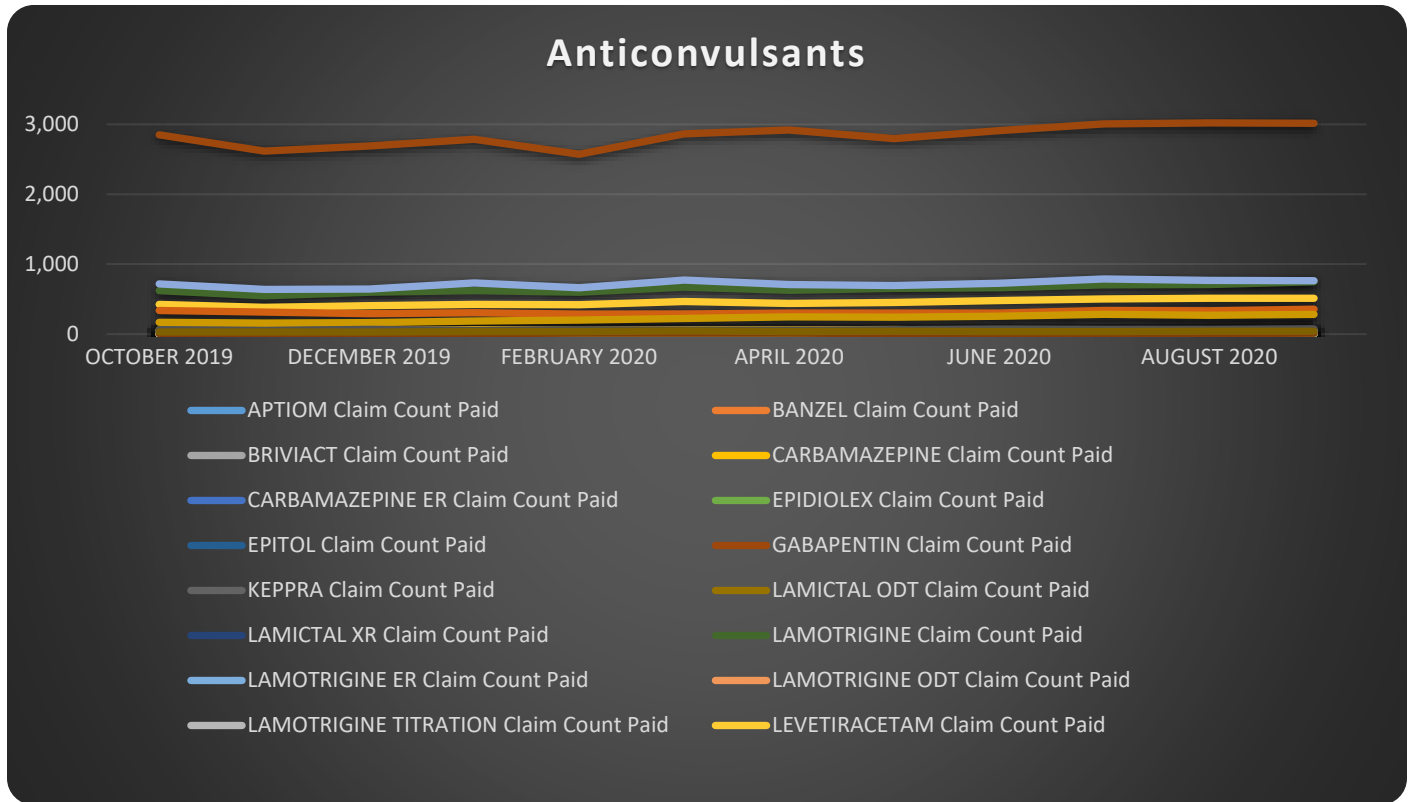 Anticonvulsants
3,000
2,000
1,000
0
OCTOBER 2019 DECEMBER 2019 FEBRUARY 2020 APRIL 2020 JUNE 2020 AUGUST 2020
APTIOM Claim Count Paid BANZEL Claim Count Paid
BRIVIACT Claim Count Paid CARBAMAZEPINE Claim Count Paid
CARBAMAZEPINE ER Claim Count Paid EPIDIOLEX Claim Count Paid
EPITOL Claim Count Paid GABAPENTIN Claim Count Paid
KEPPRA Claim Count Paid LAMICTAL ODT Claim Count Paid
LAMICTAL XR Claim Count Paid LAMOTRIGINE Claim Count Paid
LAMOTRIGINE ER Claim Count Paid LAMOTRIGINE ODT Claim Count Paid
LAMOTRIGINE TITRATION Claim Count Paid LEVETIRACETAM Claim Count Paid